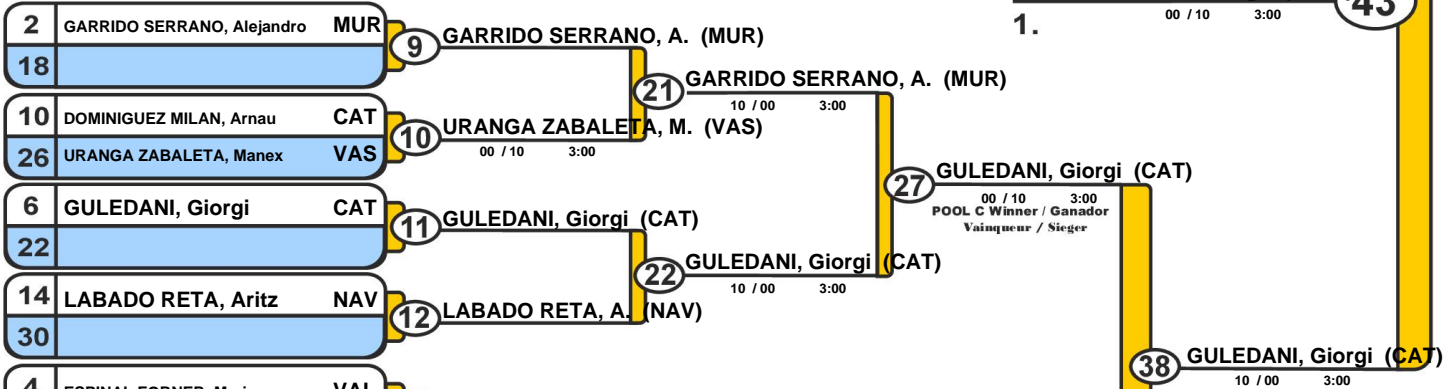 2 GARRIDO SERRANO, Alejandro MUR
18
9 GARRIDO SERRANO, A. (MUR)
10 DOMINIGUEZ MILAN, Arnau CAT
26 URANGA ZABALETA, Manex VAS
10 URANGA ZABALETA, M. (VAS)
00 / 10 3:00
21 GARRIDO SERRANO, A. (MUR)
10 / 00 3:00
6 GULEDANI, Giorgi CAT
22
11 GULEDANI, Giorgi (CAT)
14 LABADO RETA, Aritz NAV
30
12 LABADO RETA, A. (NAV)
22 GULEDANI, Giorgi (CAT)
10 / 00 3:00
27 GULEDANI, Giorgi (CAT)
00 / 10 3:00
POOL C Winner / Ganador
Vainqueur / Sieger
38 GULEDANI, Giorgi (CAT)
10 / 00 3:00
43
00 / 10 3:00
1.
4 VAL